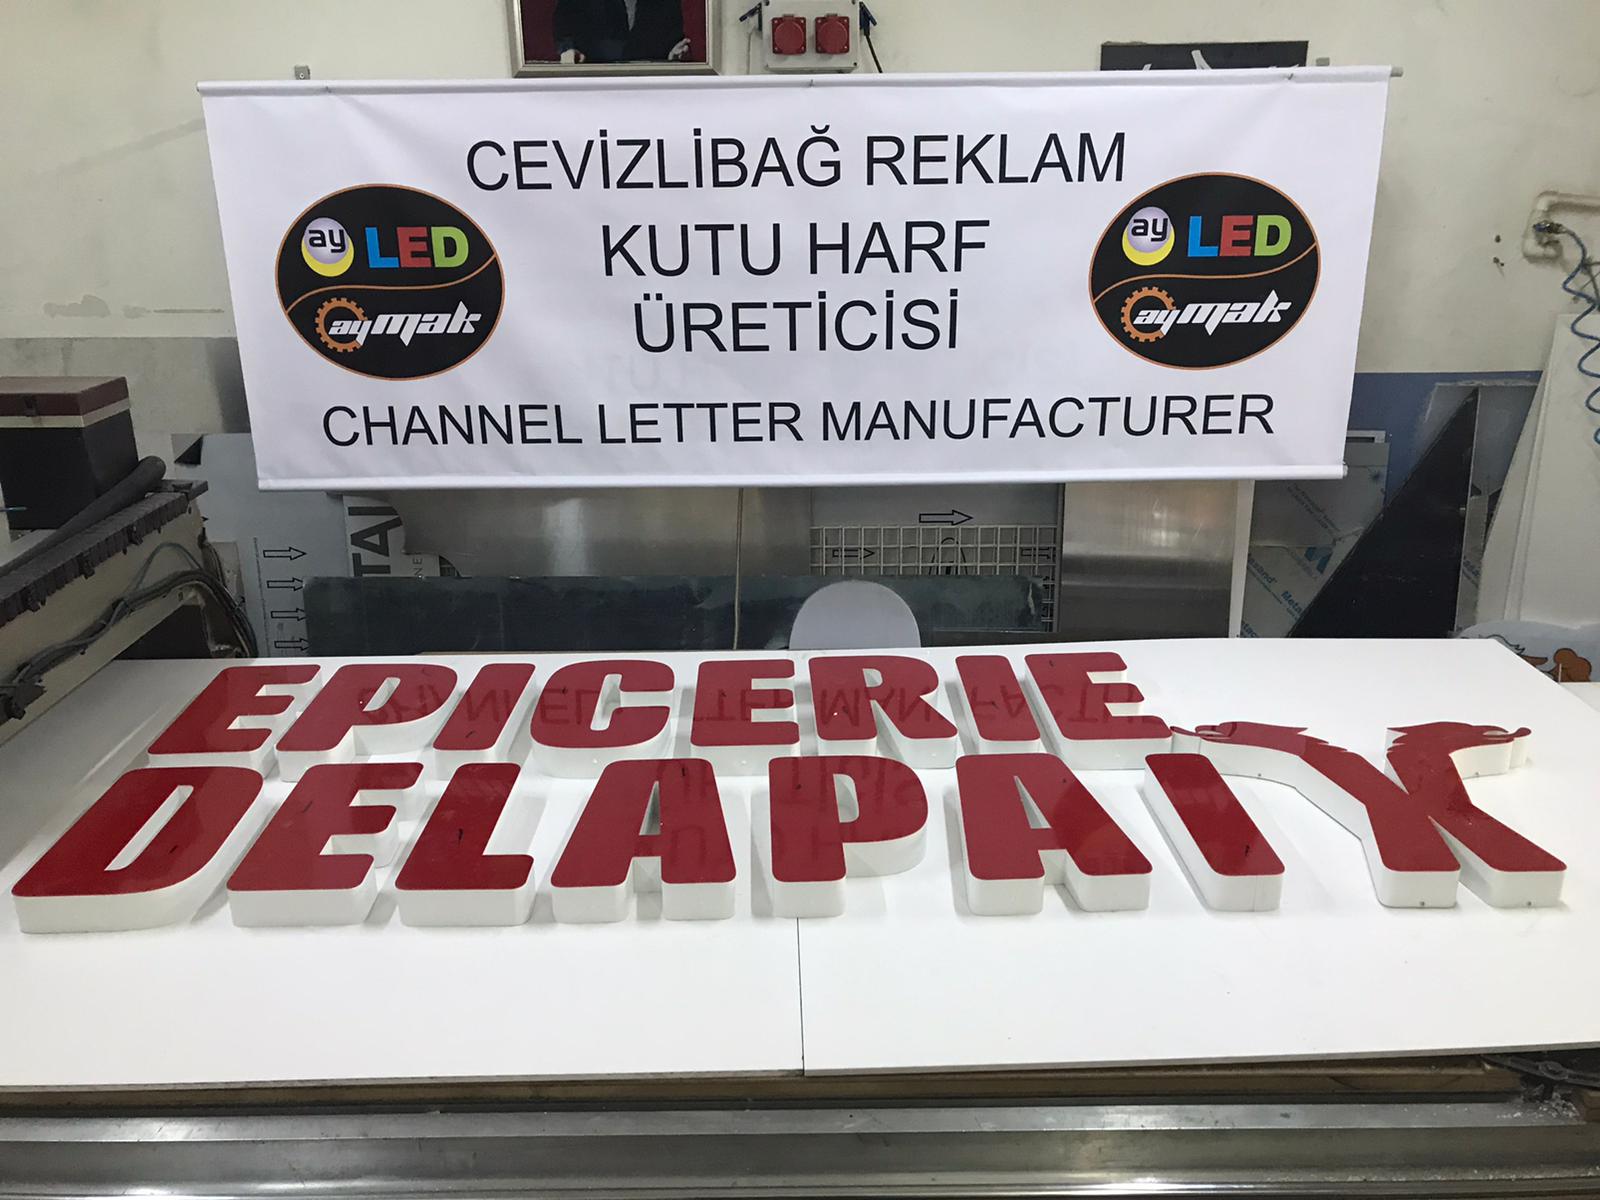 CEVİZLİBAĞ REKLAM
KUTU HARF
ÜRETİCİSİ
CHANNEL LETTER MANUFACTURER
ay LED
aymak
ay LED
aymak
EPICERIE
DELAPAIX